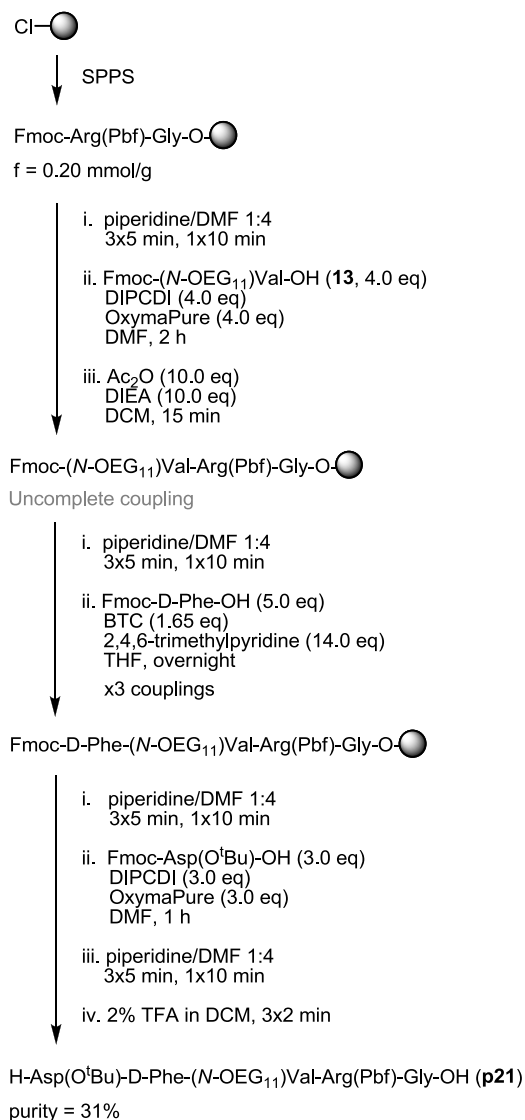 Cl
SPPS
Fmoc-Arg(Pbf)-Gly-O
f = 0.20 mmol/g
i. piperidine/DMF 1:4
3x5 min, 1x10 min
ii. Fmoc-(N-OEG₁₁)Val-OH (13, 4.0 eq)
DIPCDI (4.0 eq)
OxymaPure (4.0 eq)
DMF, 2 h
iii. Ac₂O (10.0 eq)
DIEA (10.0 eq)
DCM, 15 min
Fmoc-(N-OEG₁₁)Val-Arg(Pbf)-Gly-O
Uncomplete coupling
i. piperidine/DMF 1:4
3x5 min, 1x10 min
ii. Fmoc-D-Phe-OH (5.0 eq)
BTC (1.65 eq)
2,4,6-trimethylpyridine (14.0 eq)
THF, overnight
x3 couplings
Fmoc-D-Phe-(N-OEG₁₁)Val-Arg(Pbf)-Gly-O
i. piperidine/DMF 1:4
3x5 min, 1x10 min
ii. Fmoc-Asp(OᵗBu)-OH (3.0 eq)
DIPCDI (3.0 eq)
OxymaPure (3.0 eq)
DMF, 1 h
iii. piperidine/DMF 1:4
3x5 min, 1x10 min
iv. 2% TFA in DCM, 3x2 min
H-Asp(OᵗBu)-D-Phe-(N-OEG₁₁)Val-Arg(Pbf)-Gly-OH (p21)
purity = 31%